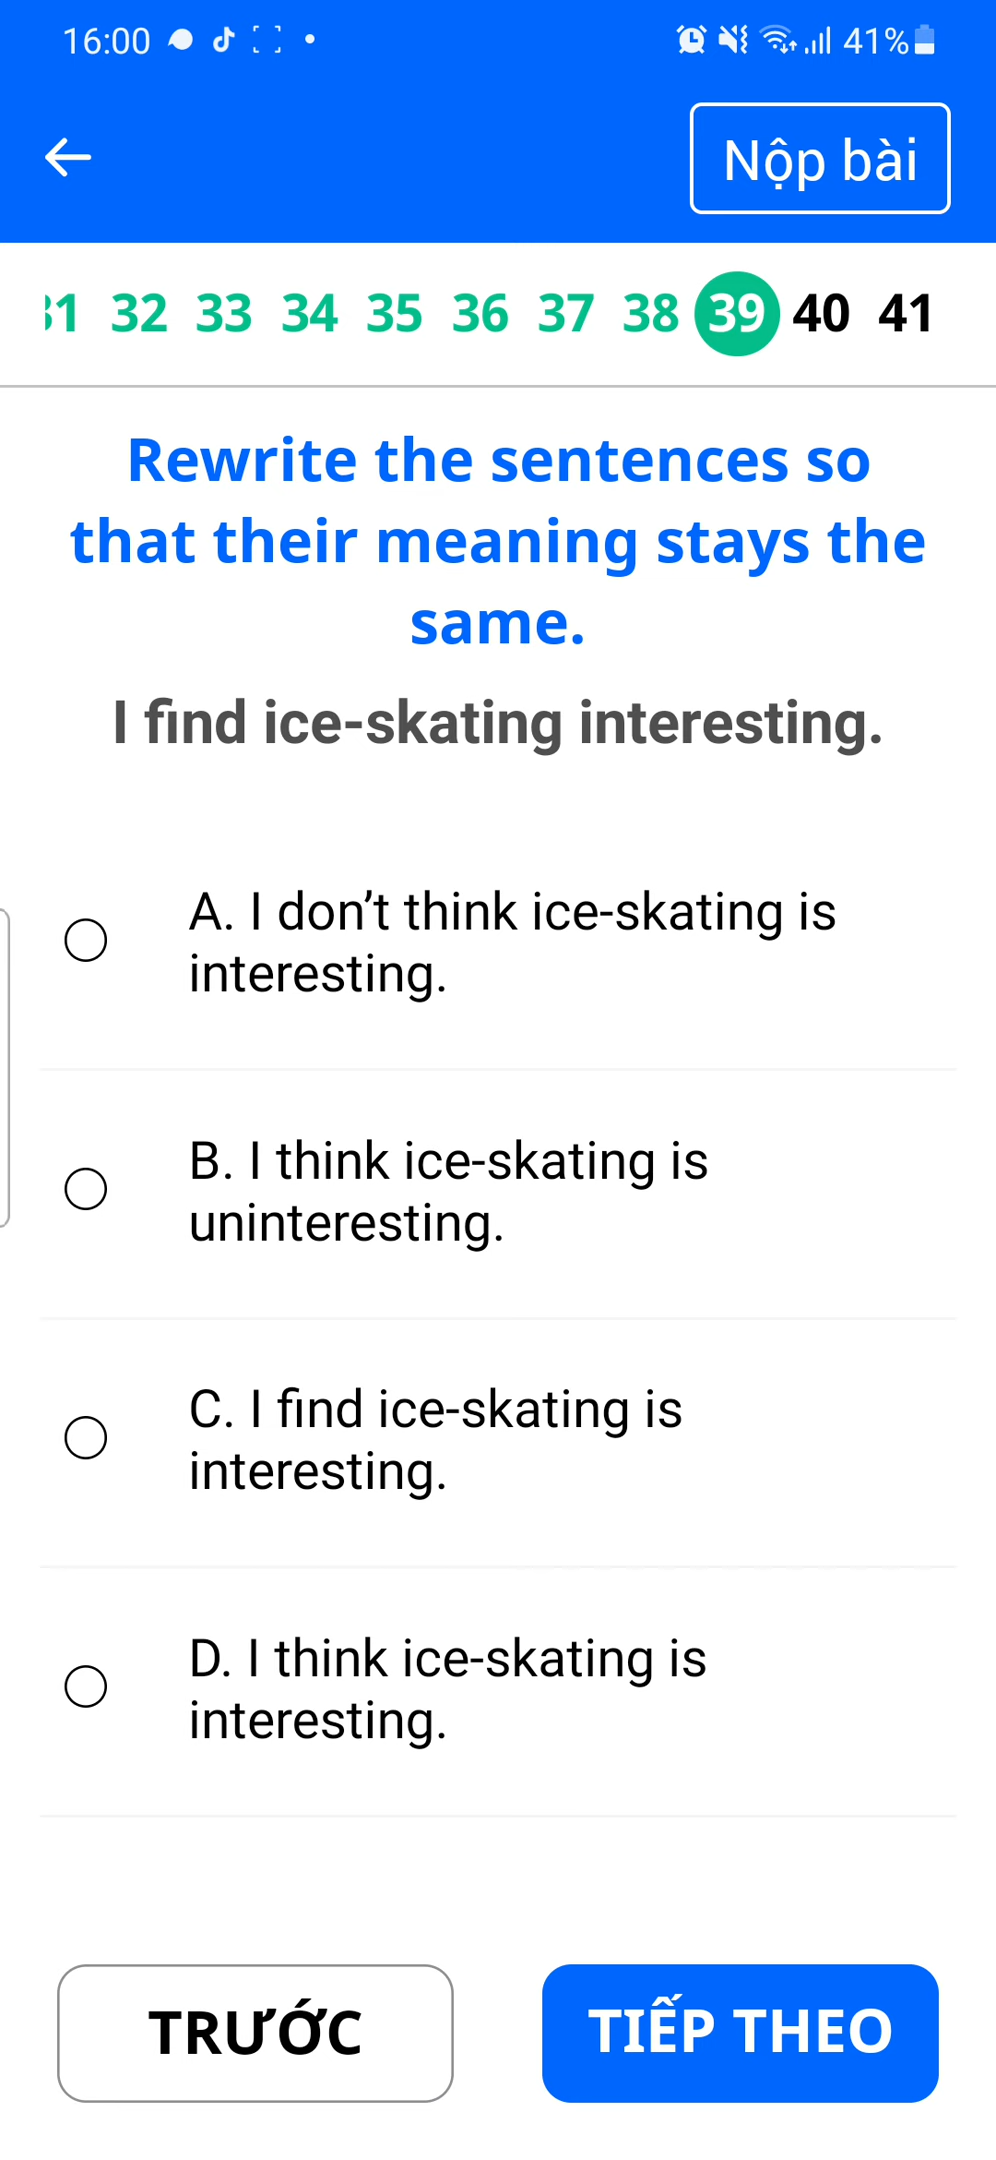 16:00
41%
Nộp bài
31 32 33 34 35 36 37 38 39 40 41
Rewrite the sentences so
that their meaning stays the
same.
I find ice-skating interesting.
A. I don't think ice-skating is
interesting.
B. I think ice-skating is
uninteresting.
C. I find ice-skating is
interesting.
D. I think ice-skating is
interesting.
TRƯỚC
TIẾP THEO